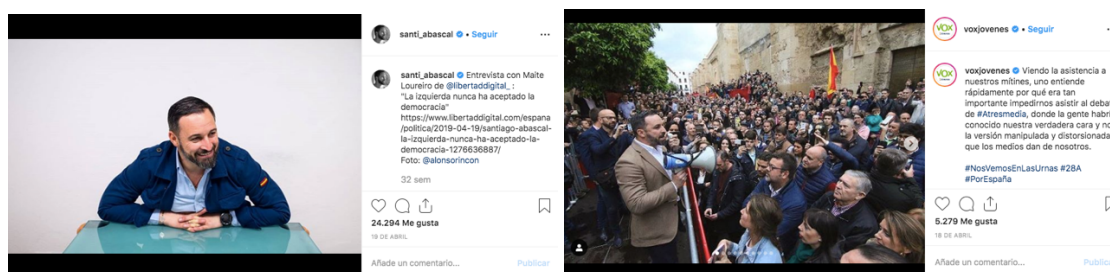 santi_abascal • Seguir
santi_abascal Entrevista con Maite
Loureiro de @libertaddigital_ :
"La izquierda nunca ha aceptado la
democracia"
https://www.libertaddigital.com/espana
/politica/2019-04-19/santiago-abascal-
la-izquierda-nunca-ha-aceptado-la-
democracia-1276636887/
Foto: @alonsorincon
32 sem
24.294 Me gusta
19 DE ABRIL
Añade un comentario... Publicar
VOX
voxjovenes • Seguir
VOX
voxjovenes Viendo la asistencia a
nuestros mítines, uno entiende
rápidamente por qué era tan
importante impedirnos asistir al deba
de #Atresmedia, donde la gente habrí
conocido nuestra verdadera cara y no
la versión manipulada y distorsionada
que los medios dan de nosotros.
#NosVemosEnLasUrnas #28A
#PorEspaña
5.279 Me gusta
18 DE ABRIL
Añade un comentario... Public